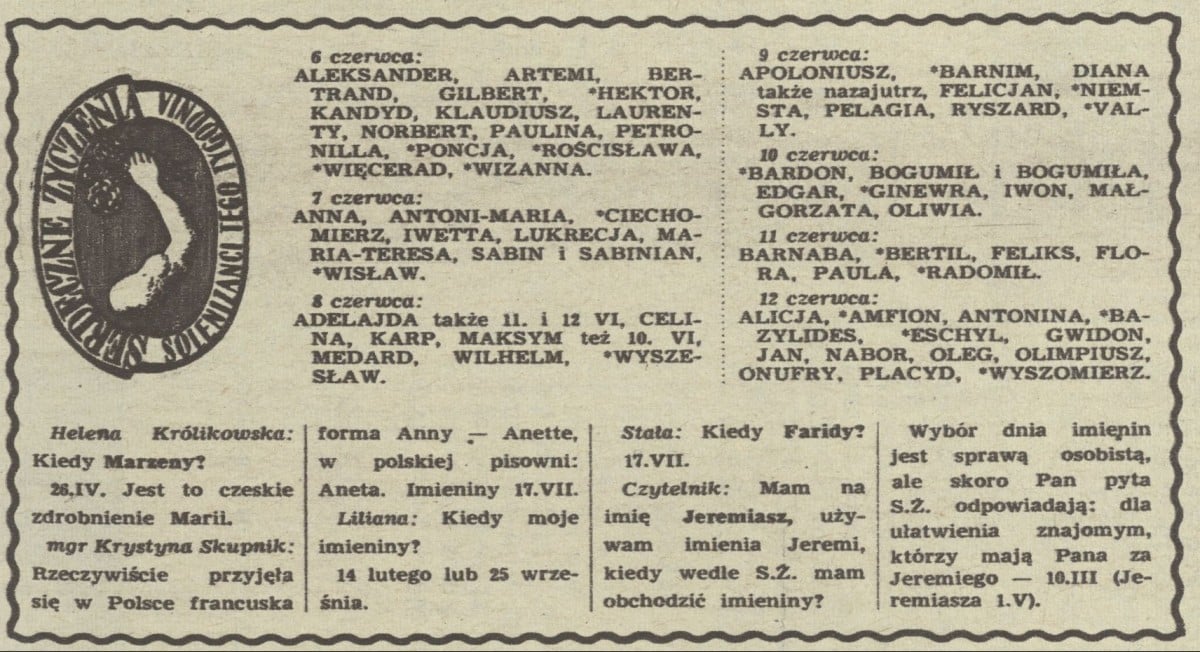 SERDECZNE ŻYCZENIA
SOLENIZANCI TEGO TYGODNIA
6 czerwca:
ALEKSANDER, ARTEMI, BER-
TRAND, GILBERT, *HEKTOR,
KANDYD, KLAUDIUSZ, LAUREN-
TY, NORBERT, PAULINA, PETRO-
NILLA, *PONCJA, *ROŚCISŁAWA,
*WIĘCERAD, *WIZANNA.
7 czerwca:
ANNA, ANTONI-MARIA, *CIECHO-
MIERZ, IWETTA, LUKRECJA, MA-
RIA-TERESA, SABIN i SABINIAN,
*WISŁAW.
8 czerwca:
ADELAJDA także 11. i 12 VI, CELI-
NA, KARP, MAKSYM też 10. VI,
MEDARD, WILHELM, *WYSZE-
SŁAW.
9 czerwca:
APOLONIUSZ, *BARNIM, DIANA
także nazajutrz, FELICJAN, *NIEM-
STA, PELAGIA, RYSZARD, *VAL-
LY.
10 czerwca:
*BARDON, BOGUMIŁ i BOGUMIŁA,
EDGAR, *GINEWRA, IWON, MAŁ-
GORZATA, OLIWIA.
11 czerwca:
BARNABA, *BERTIL, FELIKS, FLO-
RA, PAULA, *RADOMIŁ.
12 czerwca:
ALICJA, *AMFION, ANTONINA, *BA-
ZYLIDES, *ESCHYL, GWIDON,
JAN, NABOR, OLEG, OLIMPIUSZ,
ONUFRY, PLACYD, *WYSZOMIERZ.
Helena Królikowska:
Kiedy Marzeny?
26.IV. Jest to czeskie
zdrobnienie Marii.
mgr Krystyna Skupnik:
Rzeczywiście przyjęła
się w Polsce francuska
forma Anny — Anette,
w polskiej pisowni:
Aneta. Imieniny 17.VII.
Liliana: Kiedy moje
imieniny?
14 lutego lub 25 wrze-
śnia.
Stała: Kiedy Faridy?
17.VII.
Czytelnik: Mam na
imię Jeremiasz, uży-
wam imienia Jeremi,
kiedy wedle S.Ż. mam
obchodzić imieniny?
Wybór dnia imienin
jest sprawą osobistą,
ale skoro Pan pyta
S.Ż. odpowiadają: dla
ułatwienia znajomym,
którzy mają Pana za
Jeremiego — 10.III (Je-
remiasza 1.V).